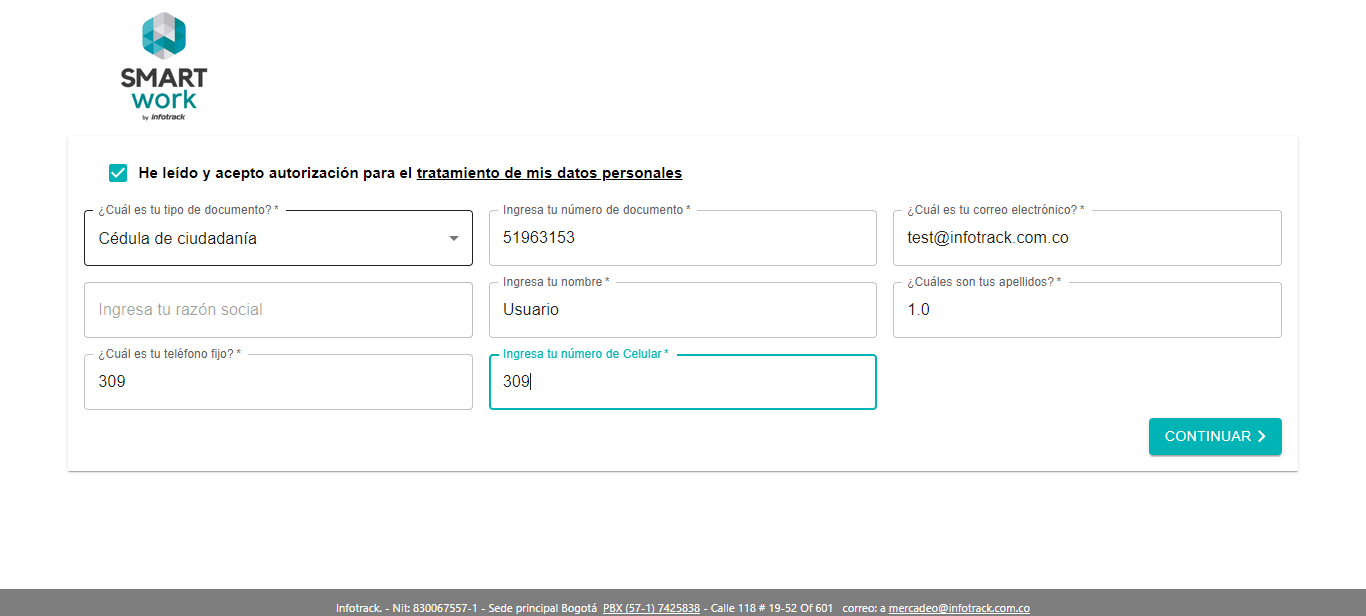 SMART
work
by infotrack
He leído y acepto autorización para el tratamiento de mis datos personales
¿Cuál es tu tipo de documento? *
Cédula de ciudadanía
Ingresa tu número de documento *
51963153
¿Cuál es tu correo electrónico? *
test@infotrack.com.co
Ingresa tu razón social
Ingresa tu nombre *
Usuario
¿Cuáles son tus apellidos? *
1.0
¿Cuál es tu teléfono fijo? *
309
Ingresa tu número de Celular *
309
CONTINUAR
Infotrack. - Nit: 830067557-1 - Sede principal Bogotá PBX (57-1) 7425838 - Calle 118 # 19-52 Of 601 correo: a mercadeo@infotrack.com.co